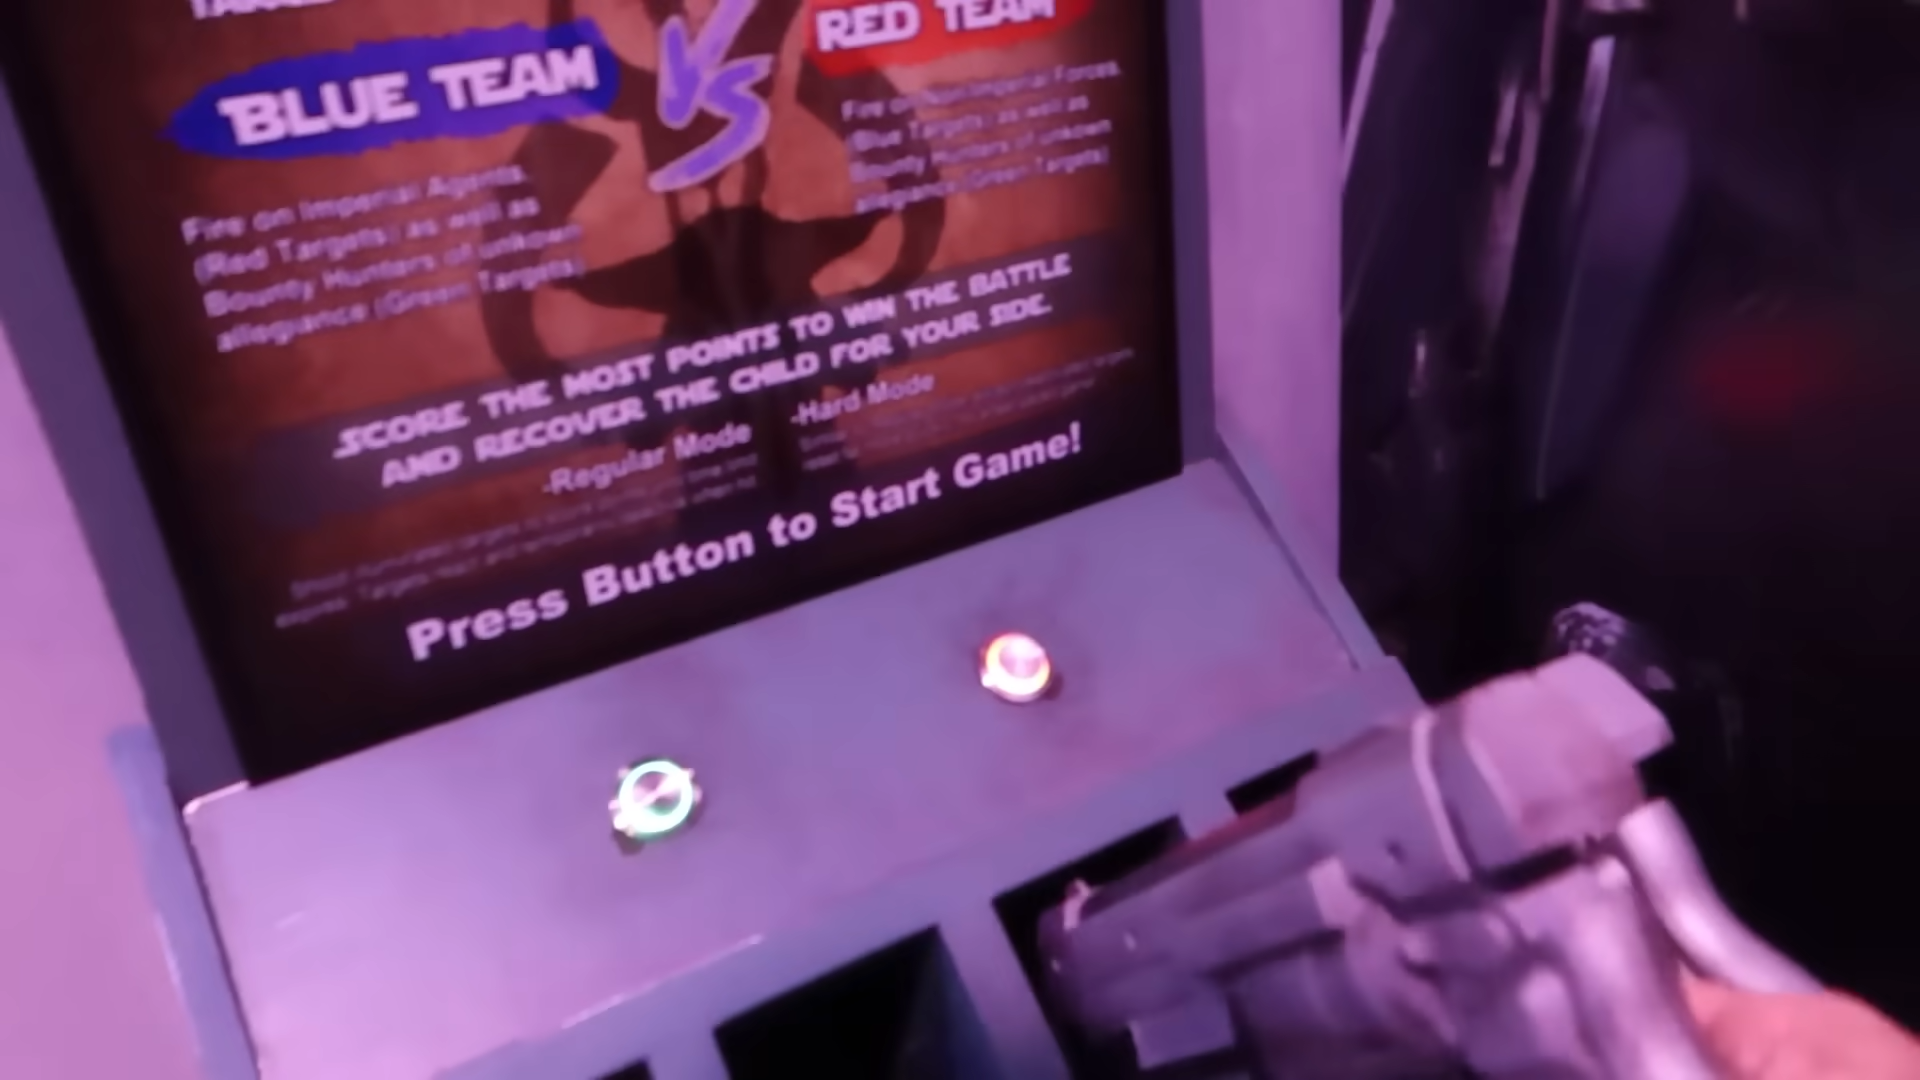 BLUE TEAM
VS
RED TEAM
Fire on Imperial Agents
(Red Targets) as well as
Bounty Hunters of unkown
allegiance (Green Targets)
Fire on Non-Imperial Forces,
(Blue Targets) as well as
Bounty Hunters of unkown
allegiance (Green Targets)
SCORE THE MOST POINTS TO WIN THE BATTLE
AND RECOVER THE CHILD FOR YOUR SIDE.
-Regular Mode
-Hard Mode
Press Button to Start Game!